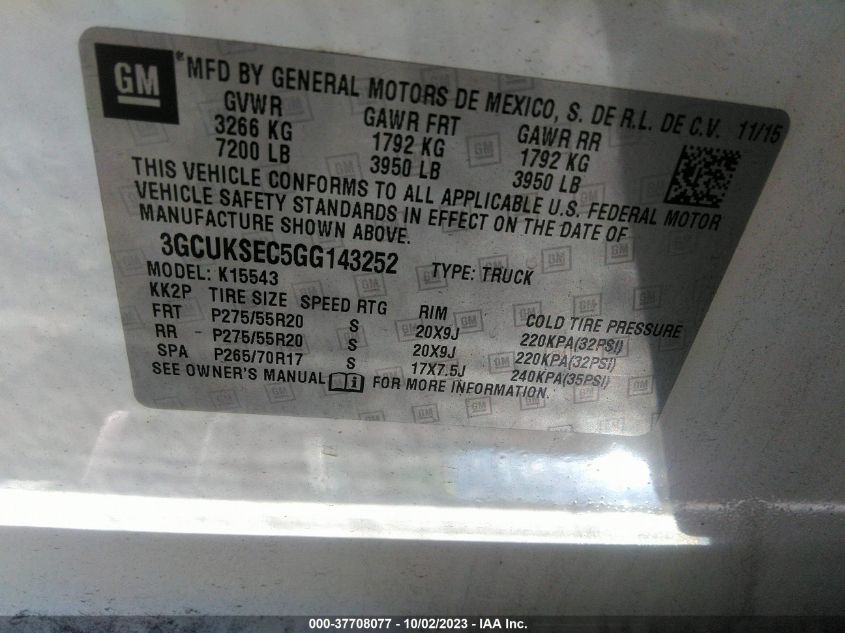 GM *MFD BY GENERAL MOTORS DE MEXICO, S. DE R.L. DE C.V. 11/15
GVWR GAWR FRT GAWR RR
3266 KG 1792 KG 1792 KG
7200 LB 3950 LB 3950 LB
THIS VEHICLE CONFORMS TO ALL APPLICABLE U.S. FEDERAL MOTOR
VEHICLE SAFETY STANDARDS IN EFFECT ON THE DATE OF
MANUFACTURE SHOWN ABOVE.
3GCUKSEC5GG143252 TYPE: TRUCK
MODEL: K15543
KK2P TIRE SIZE SPEED RTG RIM COLD TIRE PRESSURE
FRT P275/55R20 S 20X9J 220KPA(32PSI)
RR - P275/55R20 S 20X9J 220KPA(32PSI)
SPA P265/70R17 S 17X7.5J 240KPA(35PSI)
SEE OWNER'S MANUAL i FOR MORE INFORMATION.
000-37708077 - 10/02/2023 - IAA Inc.